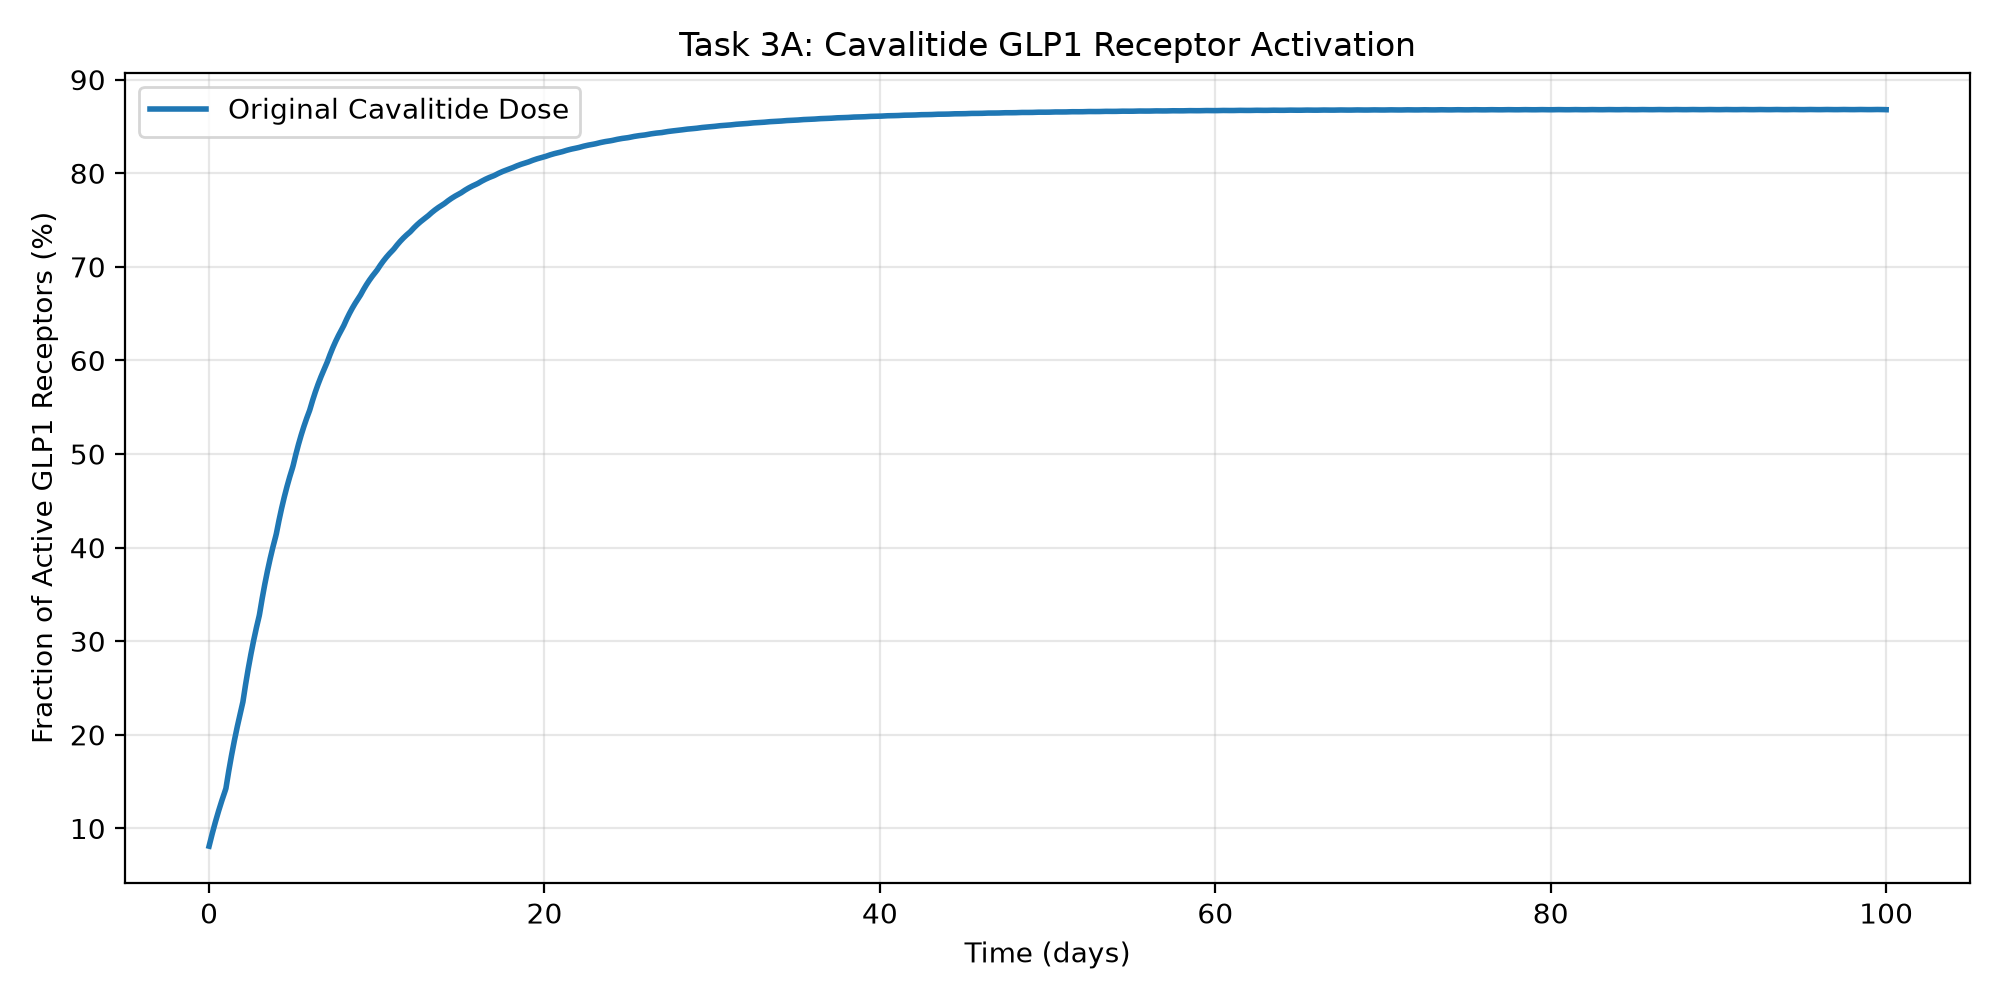 Task 3A: Cavalitide GLP1 Receptor Activation
Original Cavalitide Dose
Fraction of Active GLP1 Receptors (%)
90
80
70
60
50
40
30
20
10
0 20 40 60 80 100
Time (days)